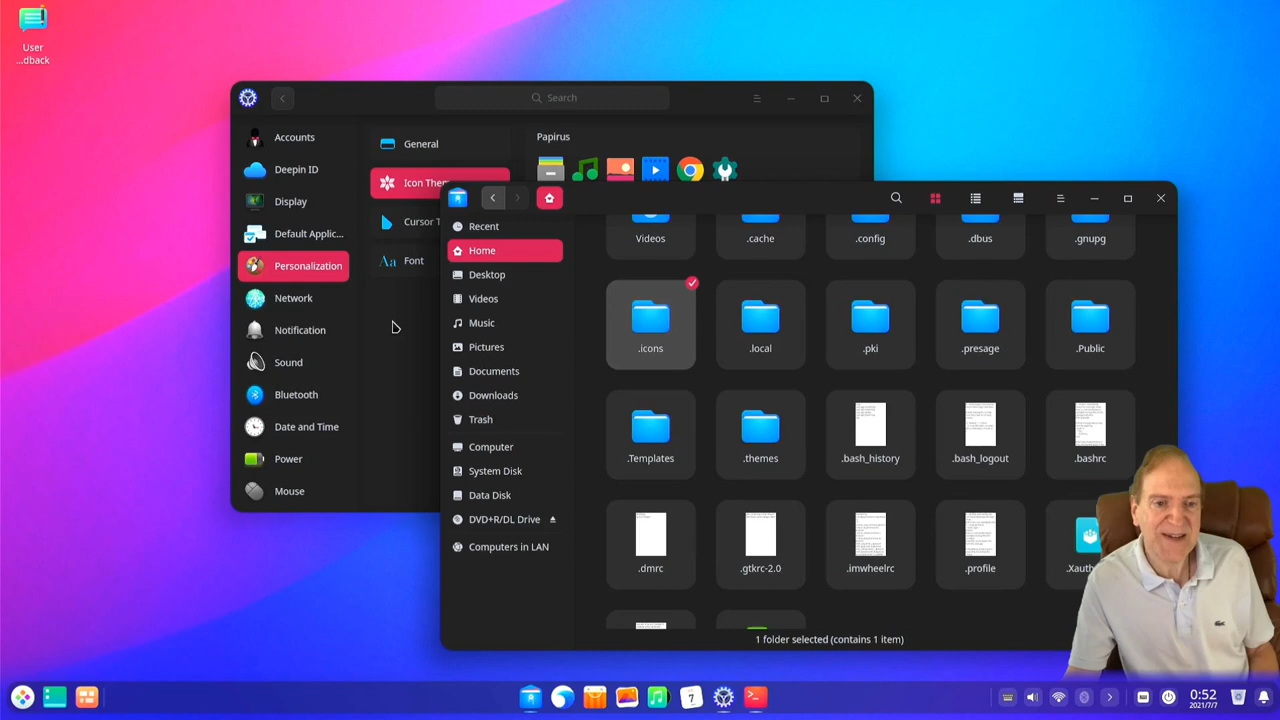 User
...dback
Search
Accounts
Deepin ID
Display
Default Applic...
Personalization
Network
Notification
Sound
Bluetooth
Date and Time
Power
Mouse
General
Icon The
Cursor T
Aa Font
Papirus
Recent
Home
Desktop
Videos
Music
Pictures
Documents
Downloads
Trash
Computer
System Disk
Data Disk
DVD+R/DL Drive
Computers in LAN
Videos .cache .config .dbus .gnupg
.icons .local .pki .presage .Public
.Templates .themes .bash_history .bash_logout .bashrc
.dmrc .gtkrc-2.0 .imwheelrc .profile .Xauth
1 folder selected (contains 1 item)
7
0:52
2021/7/7